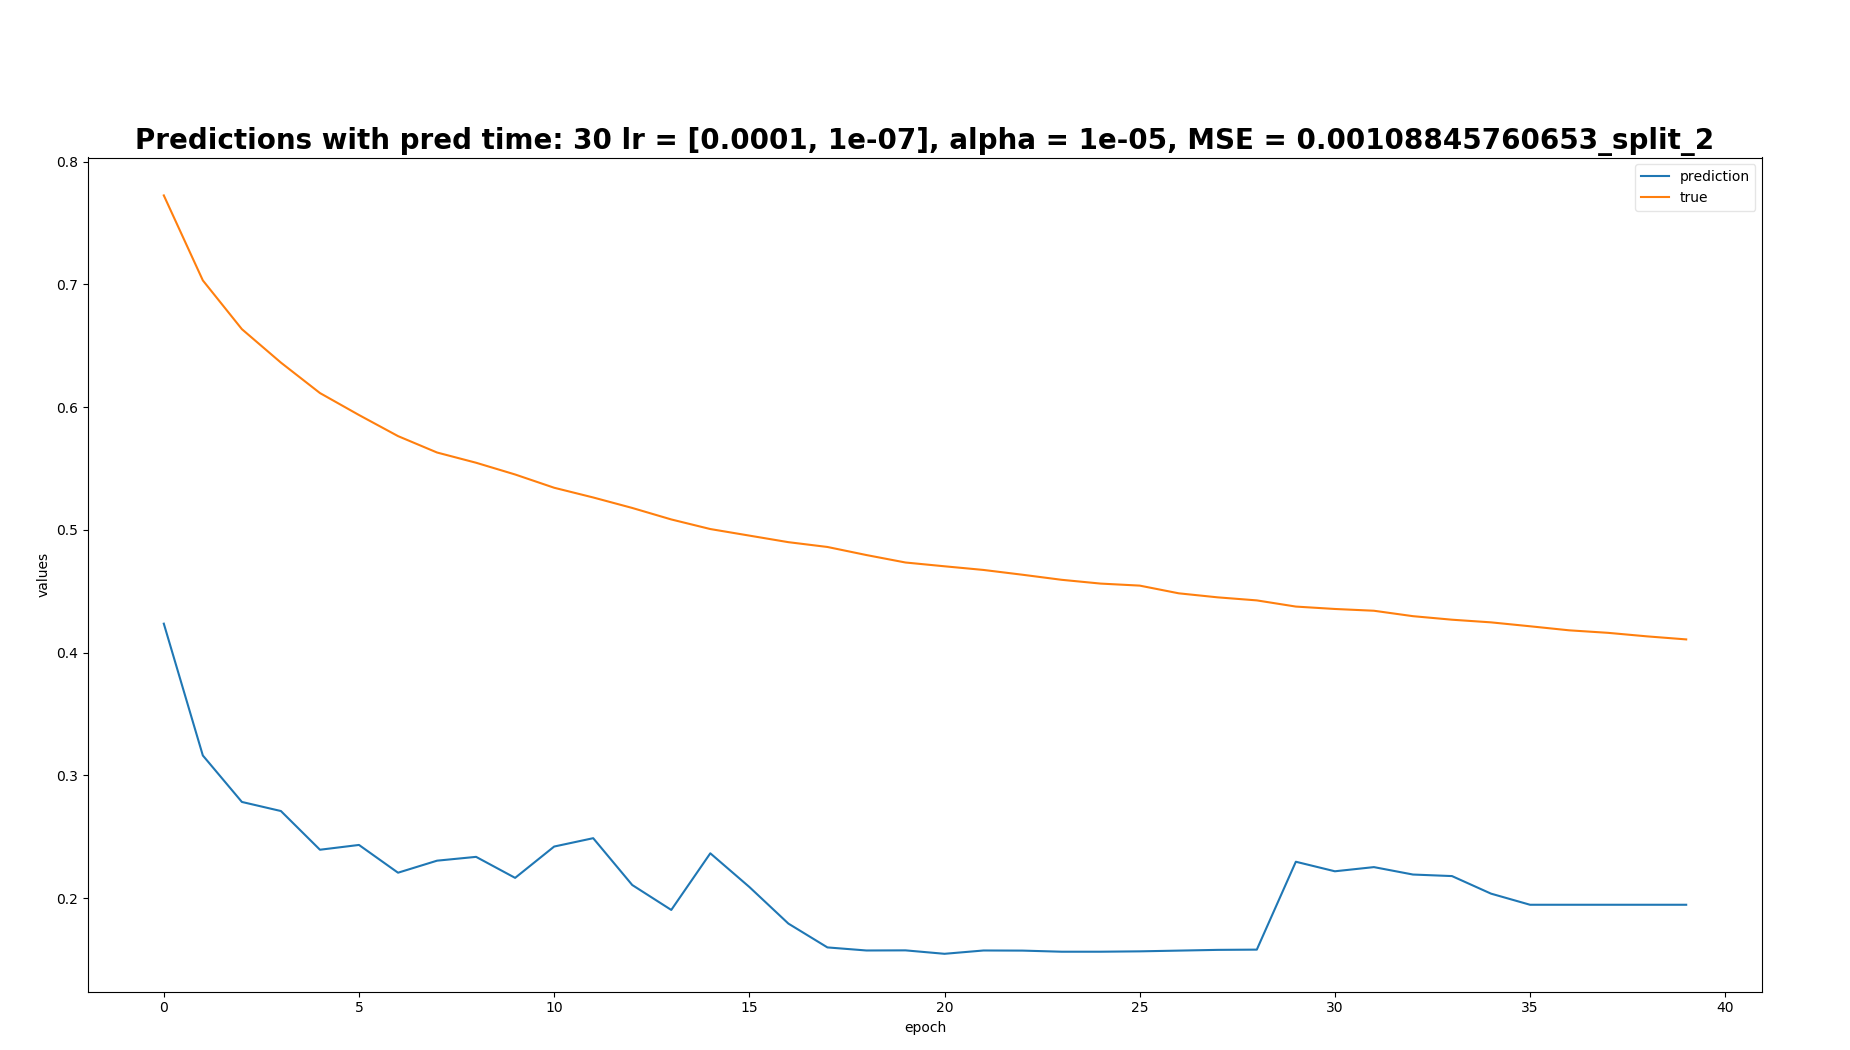 Predictions with pred time: 30 lr = [0.0001, 1e-07], alpha = 1e-05, MSE = 0.00108845760653_split_2
prediction
true
0.8
0.7
0.6
0.5
0.4
0.3
0.2
values
0 5 10 15 20 25 30 35 40
epoch